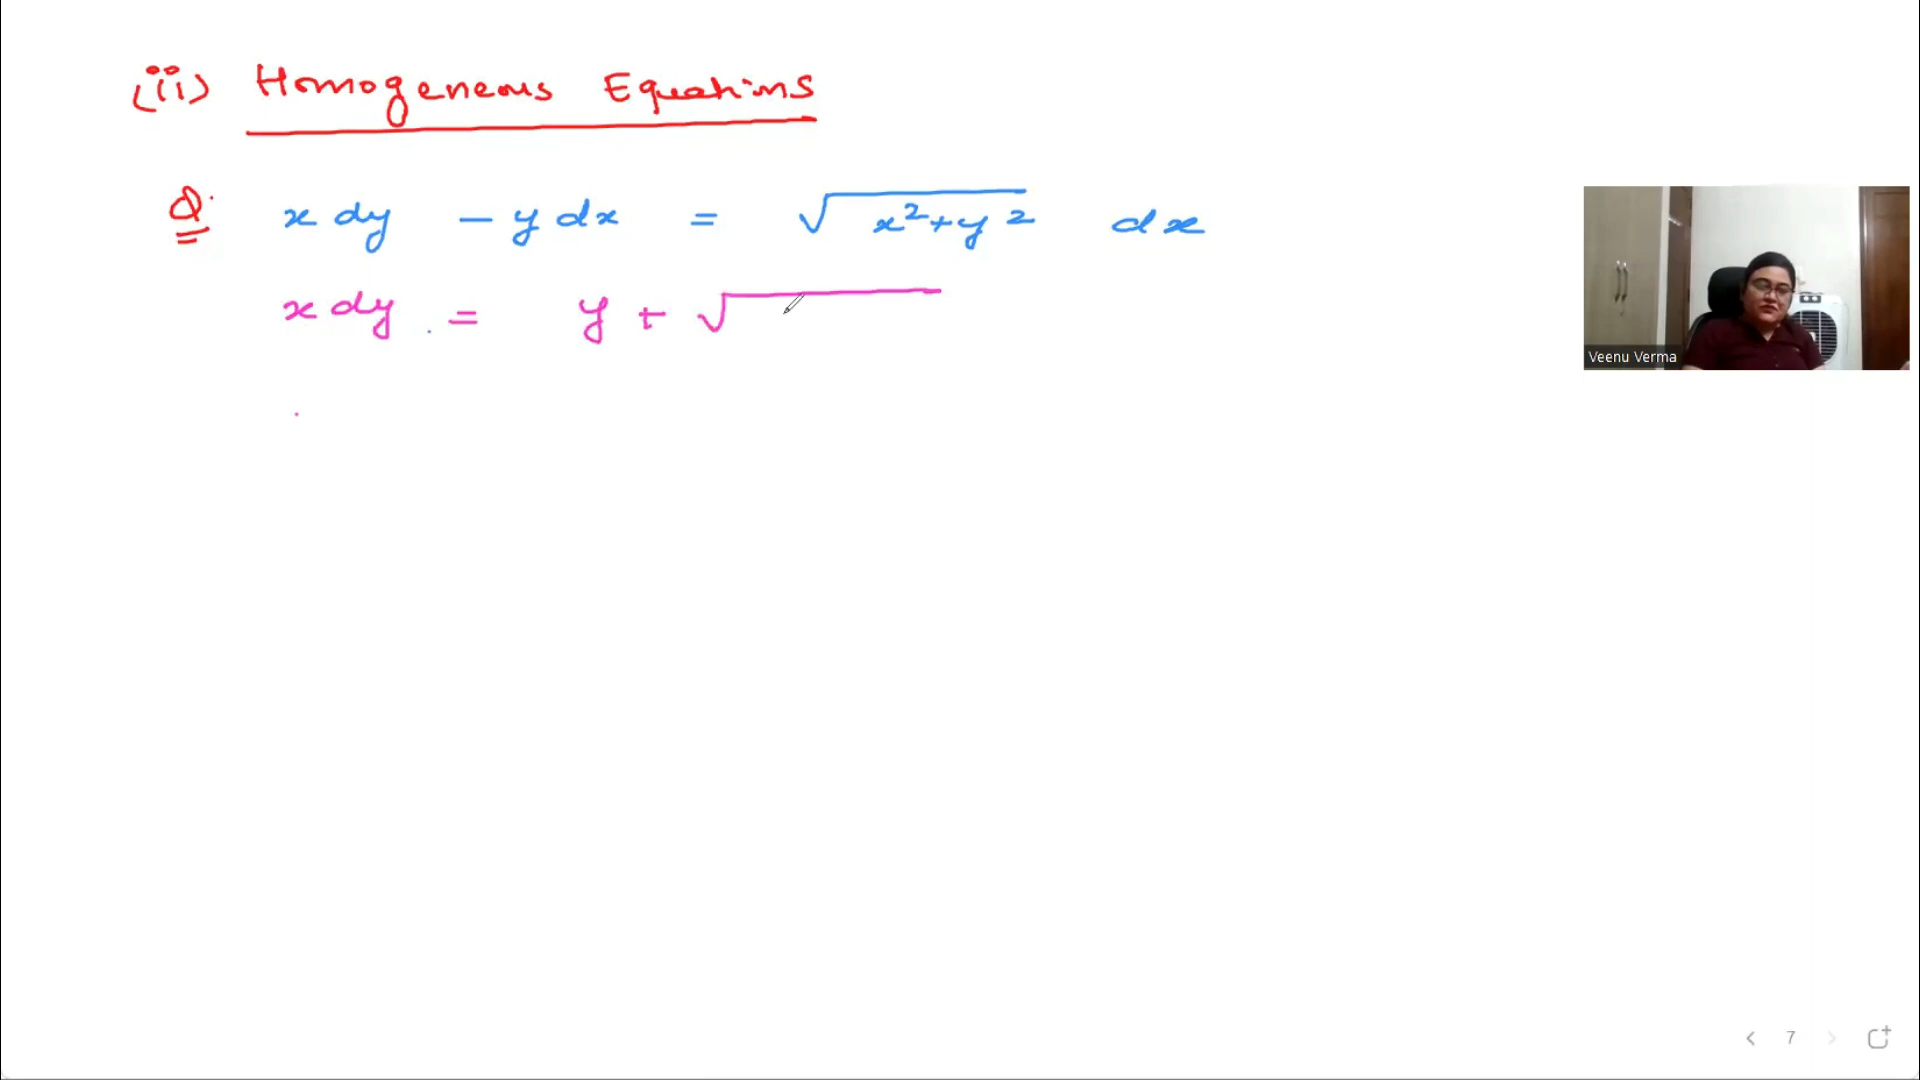 (ii) Homogeneous Equations
Q. x dy - y dx = √(x²+y²) dx
x dy = y + √
Veenu Verma
7